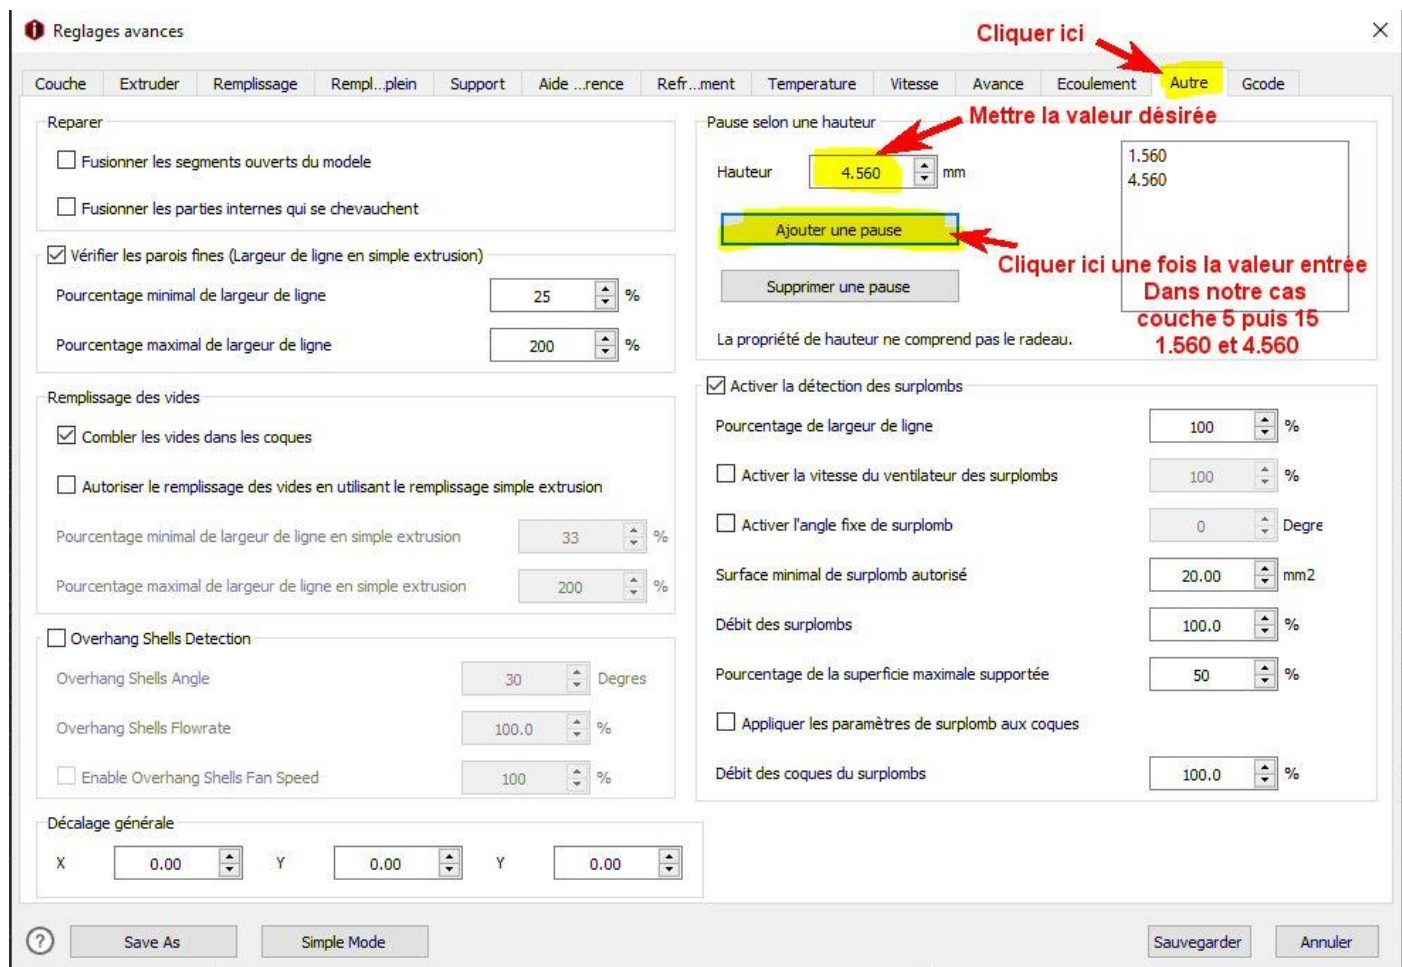 Reglages avances
Cliquer ici
Couche Extruder Remplissage Rempl...plein Support Aide ...rence Refr...ment Temperature Vitesse Avance Ecoulement Autre Gcode
Reparer
Fusionner les segments ouverts du modele
Fusionner les parties internes qui se chevauchent
Vérifier les parois fines (Largeur de ligne en simple extrusion)
Pourcentage minimal de largeur de ligne 25 %
Pourcentage maximal de largeur de ligne 200 %
Remplissage des vides
Combler les vides dans les coques
Autoriser le remplissage des vides en utilisant le remplissage simple extrusion
Pourcentage minimal de largeur de ligne en simple extrusion 33 %
Pourcentage maximal de largeur de ligne en simple extrusion 200 %
Overhang Shells Detection
Overhang Shells Angle 30 Degres
Overhang Shells Flowrate 100.0 %
Enable Overhang Shells Fan Speed 100 %
Décalage générale
X 0.00 Y 0.00 Y 0.00
Pause selon une hauteur
Mettre la valeur désirée
Hauteur 4.560 mm
1.560
4.560
Ajouter une pause
Cliquer ici une fois la valeur entrée
Dans notre cas
couche 5 puis 15
1.560 et 4.560
Supprimer une pause
La propriété de hauteur ne comprend pas le radeau.
Activer la détection des surplombs
Pourcentage de largeur de ligne 100 %
Activer la vitesse du ventilateur des surplombs 100 %
Activer l'angle fixe de surplomb 0 Degre
Surface minimal de surplomb autorisé 20.00 mm2
Débit des surplombs 100.0 %
Pourcentage de la superficie maximale supportée 50 %
Appliquer les paramètres de surplomb aux coques
Débit des coques du surplombs 100.0 %
? Save As Simple Mode Sauvegarder Annuler